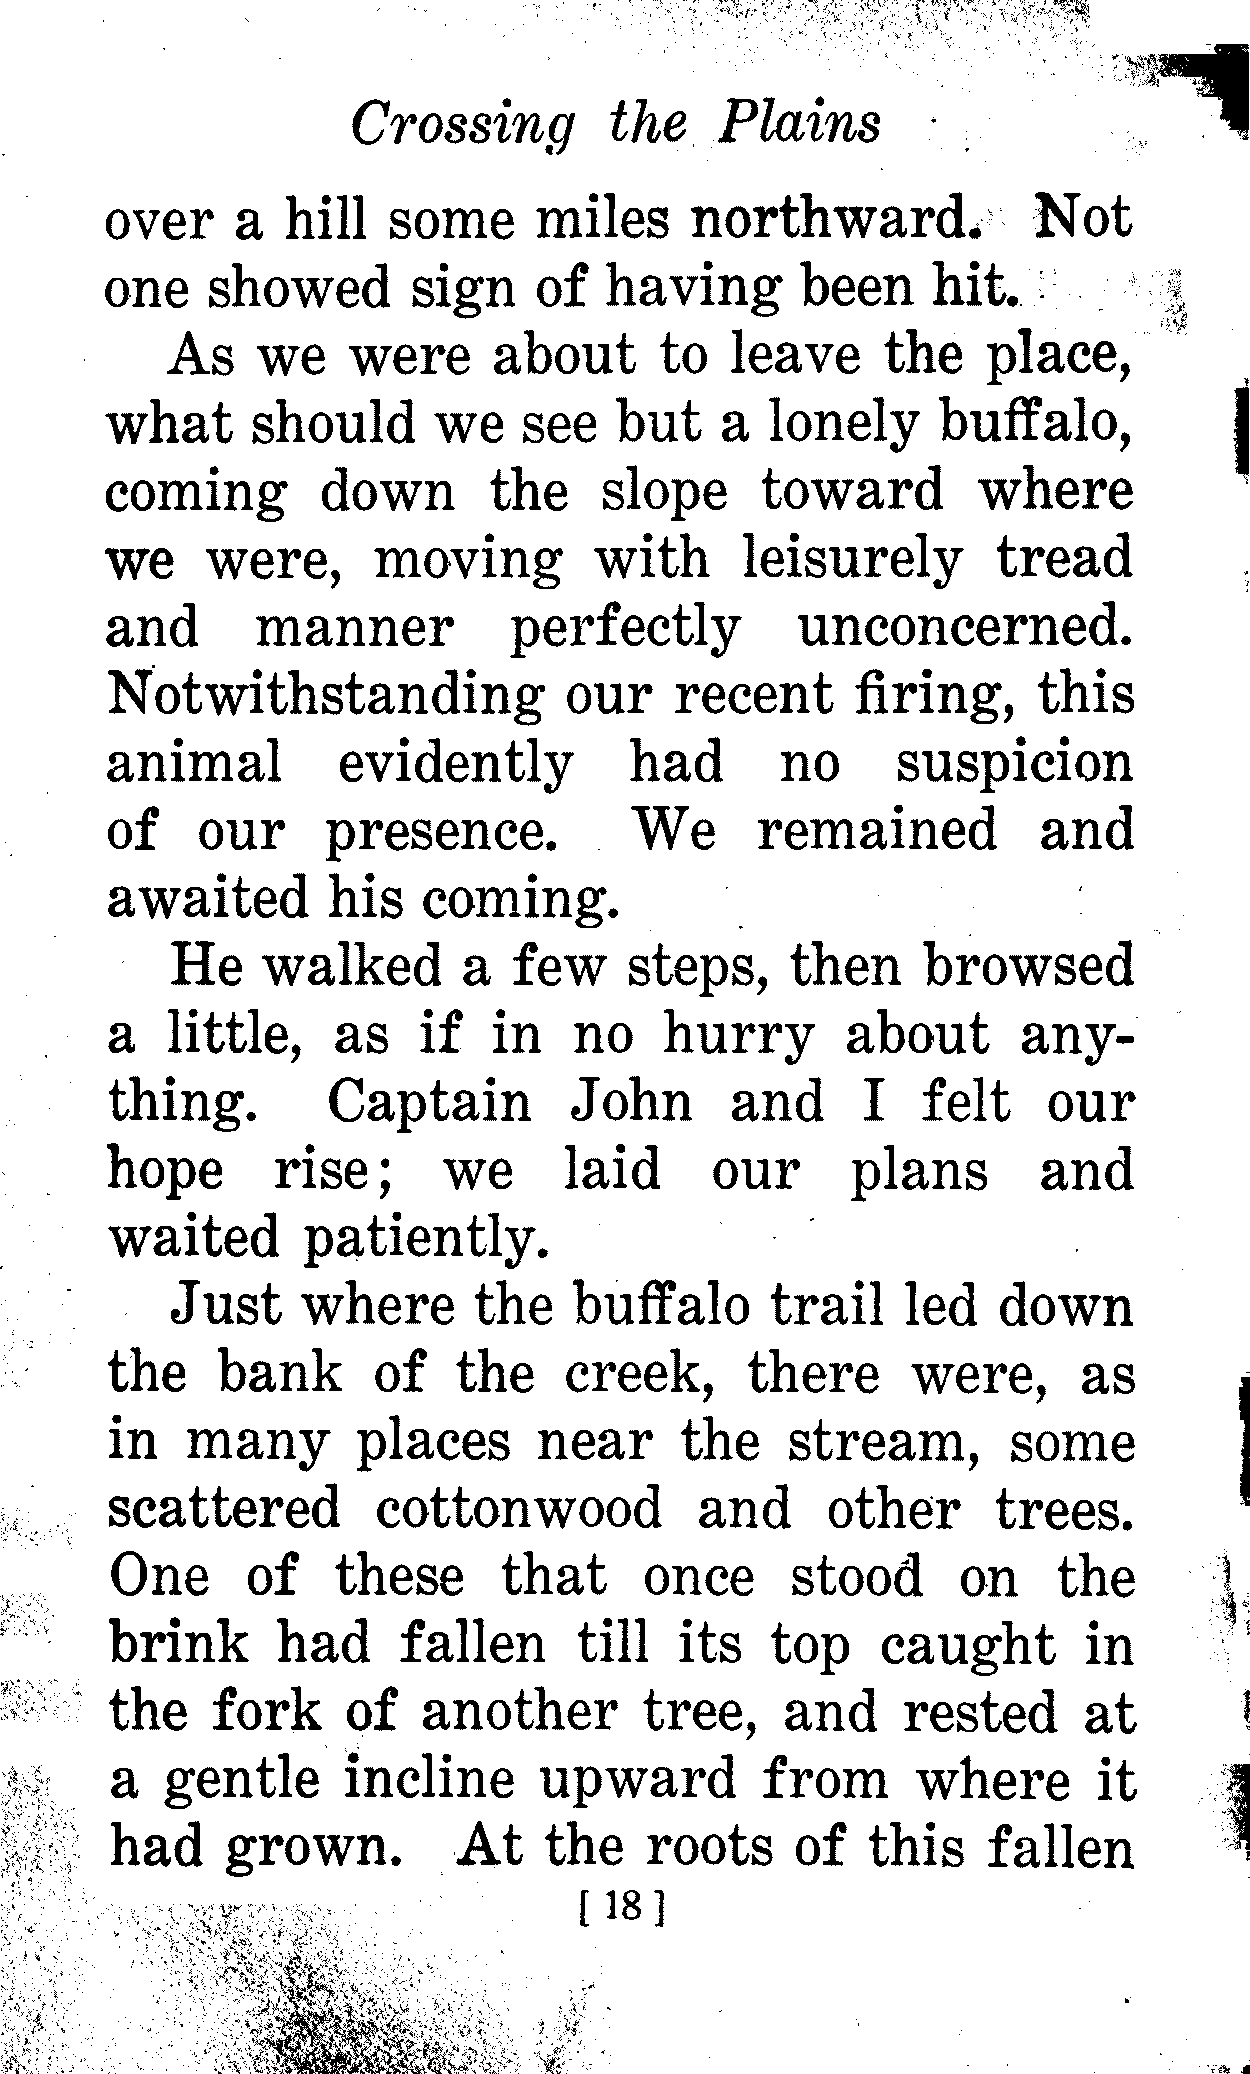 Crossing the Plains
over a hill some miles northward. Not
one showed sign of having been hit.
As we were about to leave the place,
what should we see but a lonely buffalo,
coming down the slope toward where
we were, moving with leisurely tread
and manner perfectly unconcerned.
Notwithstanding our recent firing, this
animal evidently had no suspicion
of our presence. We remained and
awaited his coming.
He walked a few steps, then browsed
a little, as if in no hurry about any-
thing. Captain John and I felt our
hope rise; we laid our plans and
waited patiently.
Just where the buffalo trail led down
the bank of the creek, there were, as
in many places near the stream, some
scattered cottonwood and other trees.
One of these that once stood on the
brink had fallen till its top caught in
the fork of another tree, and rested at
a gentle incline upward from where it
had grown. At the roots of this fallen
[ 18 ]